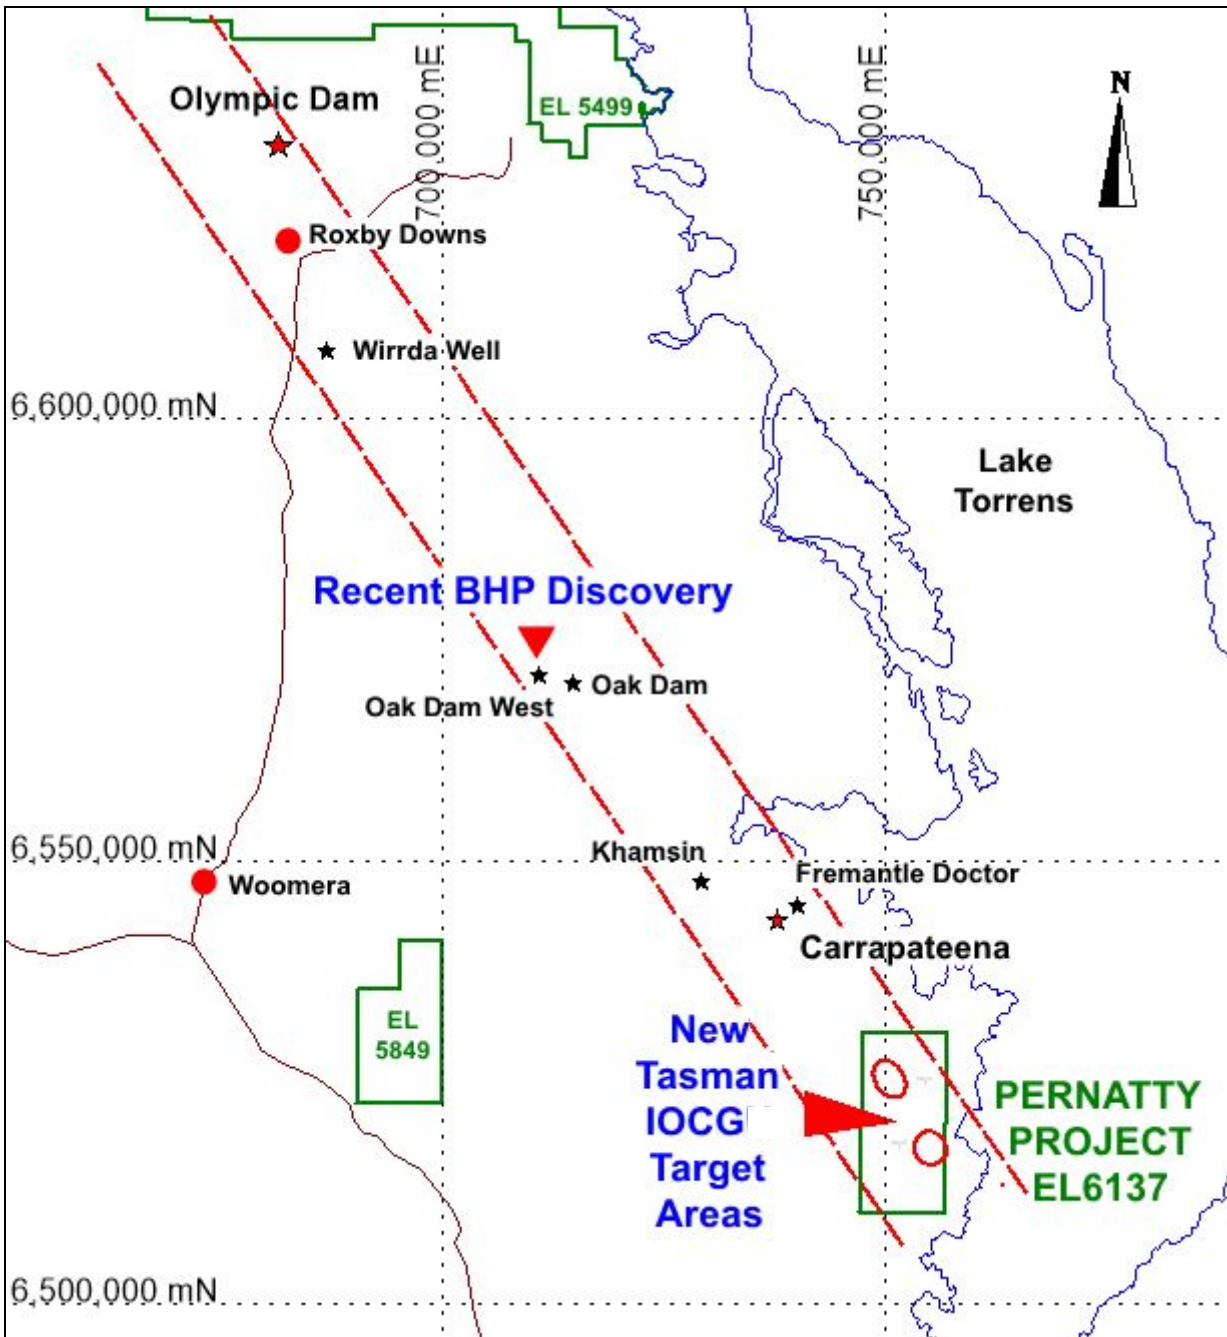 Olympic Dam
EL 5499
700,000 mE
750,000 mE
N
Roxby Downs
Wirrda Well
6,600,000 mN
Lake
Torrens
Recent BHP Discovery
Oak Dam
Oak Dam West
6,550,000 mN
Khamsin
Fremantle Doctor
Woomera
Carrapateena
EL
5849
New
Tasman
IOCG
Target
Areas
PERNATTY
PROJECT
EL6137
6,500,000 mN